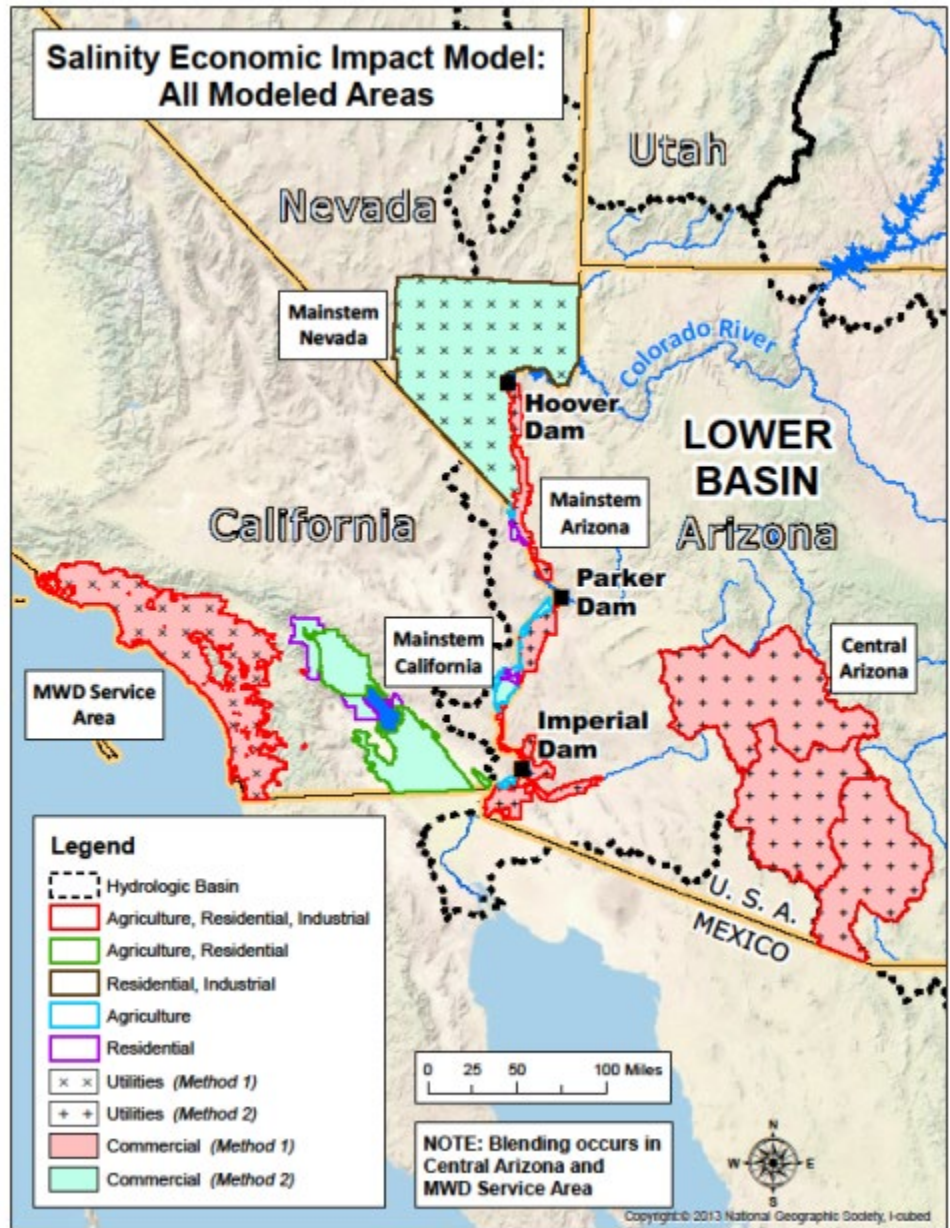 Salinity Economic Impact Model:
All Modeled Areas
Utah
Nevada
Mainstem
Nevada
Colorado River
Hoover
Dam
LOWER
BASIN
Mainstem
Arizona
California
Arizona
Parker
Dam
Mainstem
California
Central
Arizona
MWD Service
Area
Imperial
Dam
U. S. A.
MEXICO
Legend
Hydrologic Basin
Agriculture, Residential, Industrial
Agriculture, Residential
Residential, Industrial
Agriculture
Residential
× × Utilities (Method 1)
+ + Utilities (Method 2)
Commercial (Method 1)
Commercial (Method 2)
0 25 50 100 Miles
NOTE: Blending occurs in
Central Arizona and
MWD Service Area
N
W E
S
Copyright:© 2013 National Geographic Society, i-cubed